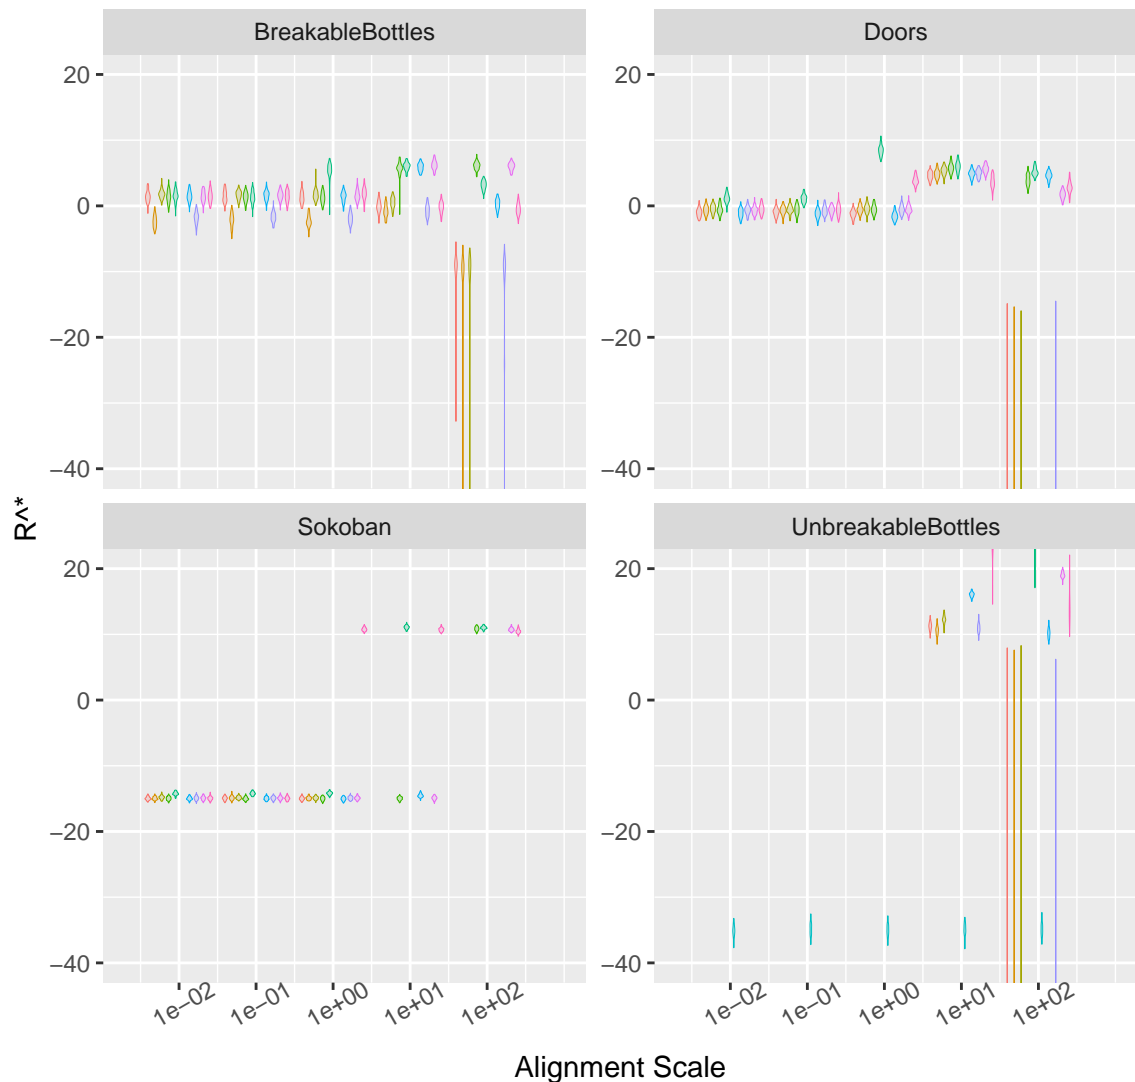 BreakableBottles
Doors
20
0
−20
−40
20
0
−20
−40
R^*
Sokoban
UnbreakableBottles
20
0
−20
−40
20
0
−20
−40
1e−02
1e−01
1e+00
1e+01
1e+02
1e−02
1e−01
1e+00
1e+01
1e+02
Alignment Scale